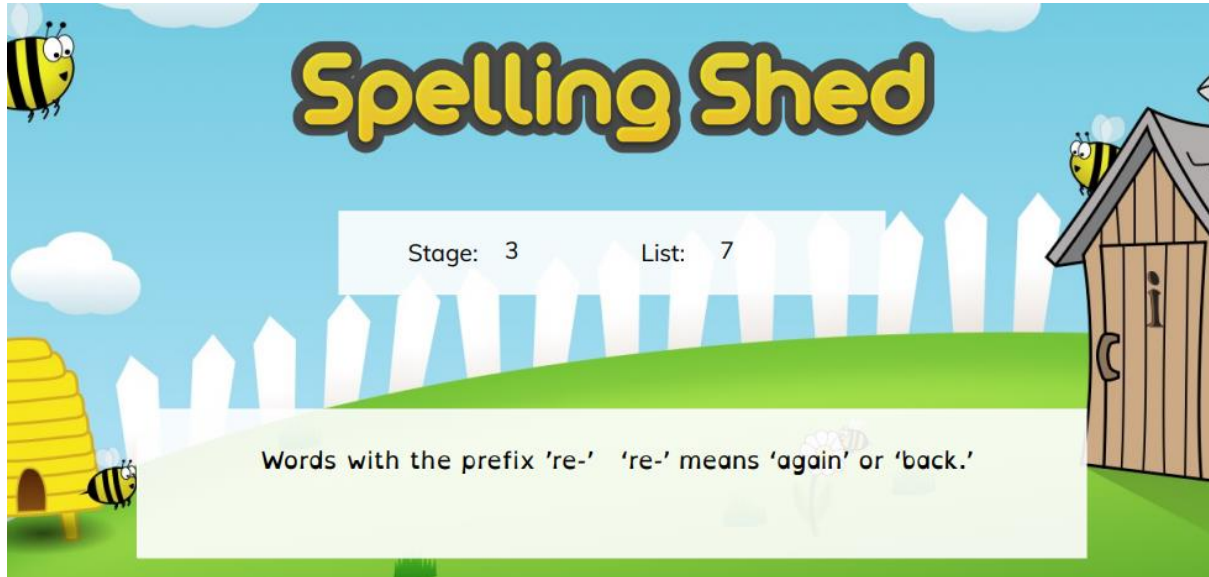 Spelling Shed
Stage: 3 List: 7
i
Words with the prefix ’re-’ ‘re-’ means ‘again’ or ‘back.’